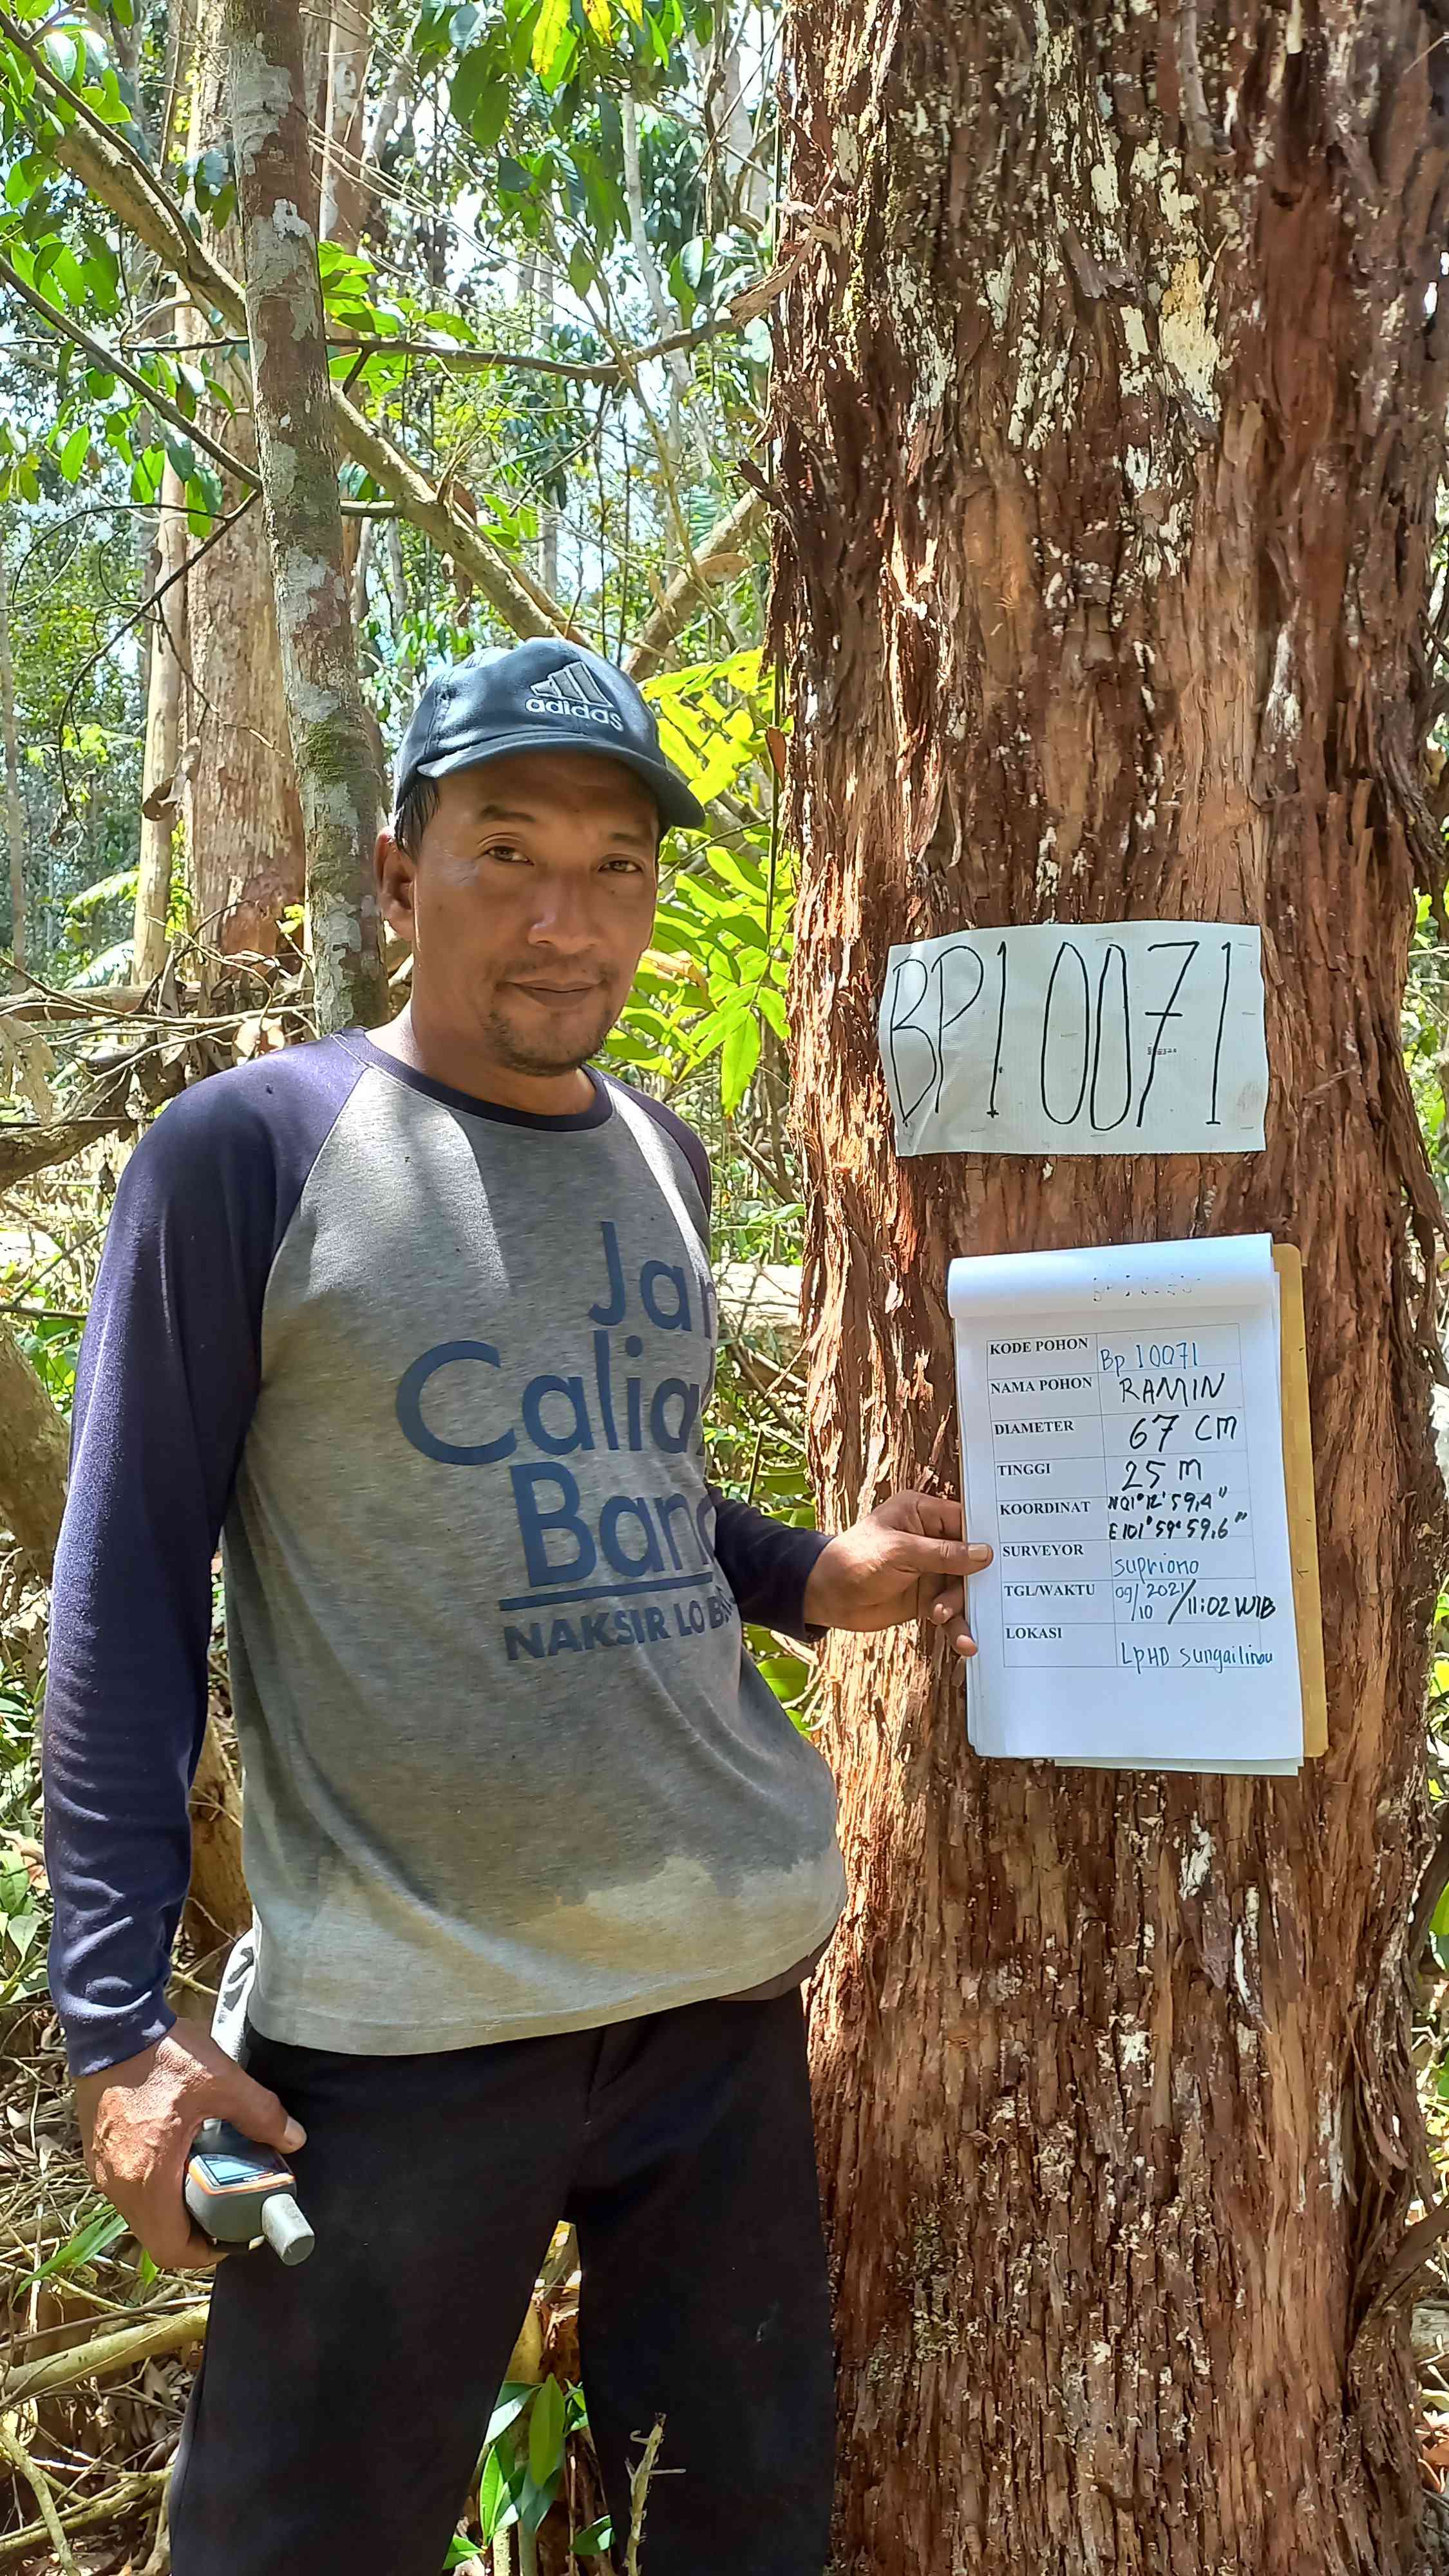 adidas
BP10071
Jan
Calia
Band
NAKSIR LO B
KODE POHON Bp 10071
NAMA POHON RAMIN
DIAMETER 67 CM
TINGGI 25 M
KOORDINAT N01°12'59,4"
E101°59'59,6"
SURVEYOR Supriono
TGL/WAKTU 09/10 2021/11:02 WIB
LOKASI LpHD Sungailinau